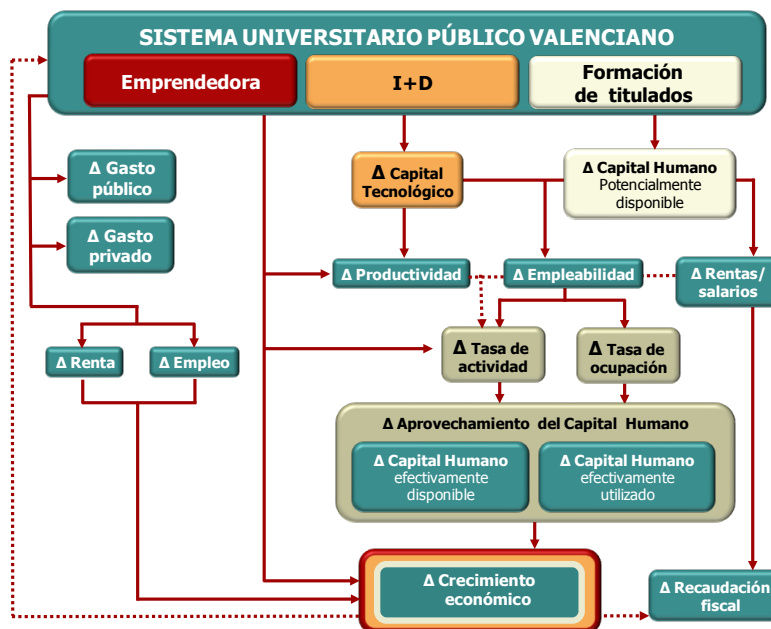 SISTEMA UNIVERSITARIO PÚBLICO VALENCIANO
Emprendedora
I+D
Formación
de titulados
Δ Gasto
público
Δ Capital
Tecnológico
Δ Capital Humano
Potencialmente
disponible
Δ Gasto
privado
Δ Productividad
Δ Empleabilidad
Δ Rentas/
salarios
Δ Renta
Δ Empleo
Δ Tasa de
actividad
Δ Tasa de
ocupación
Δ Aprovechamiento del Capital Humano
Δ Capital Humano
efectivamente
disponible
Δ Capital Humano
efectivamente
utilizado
Δ Crecimiento
económico
Δ Recaudación
fiscal